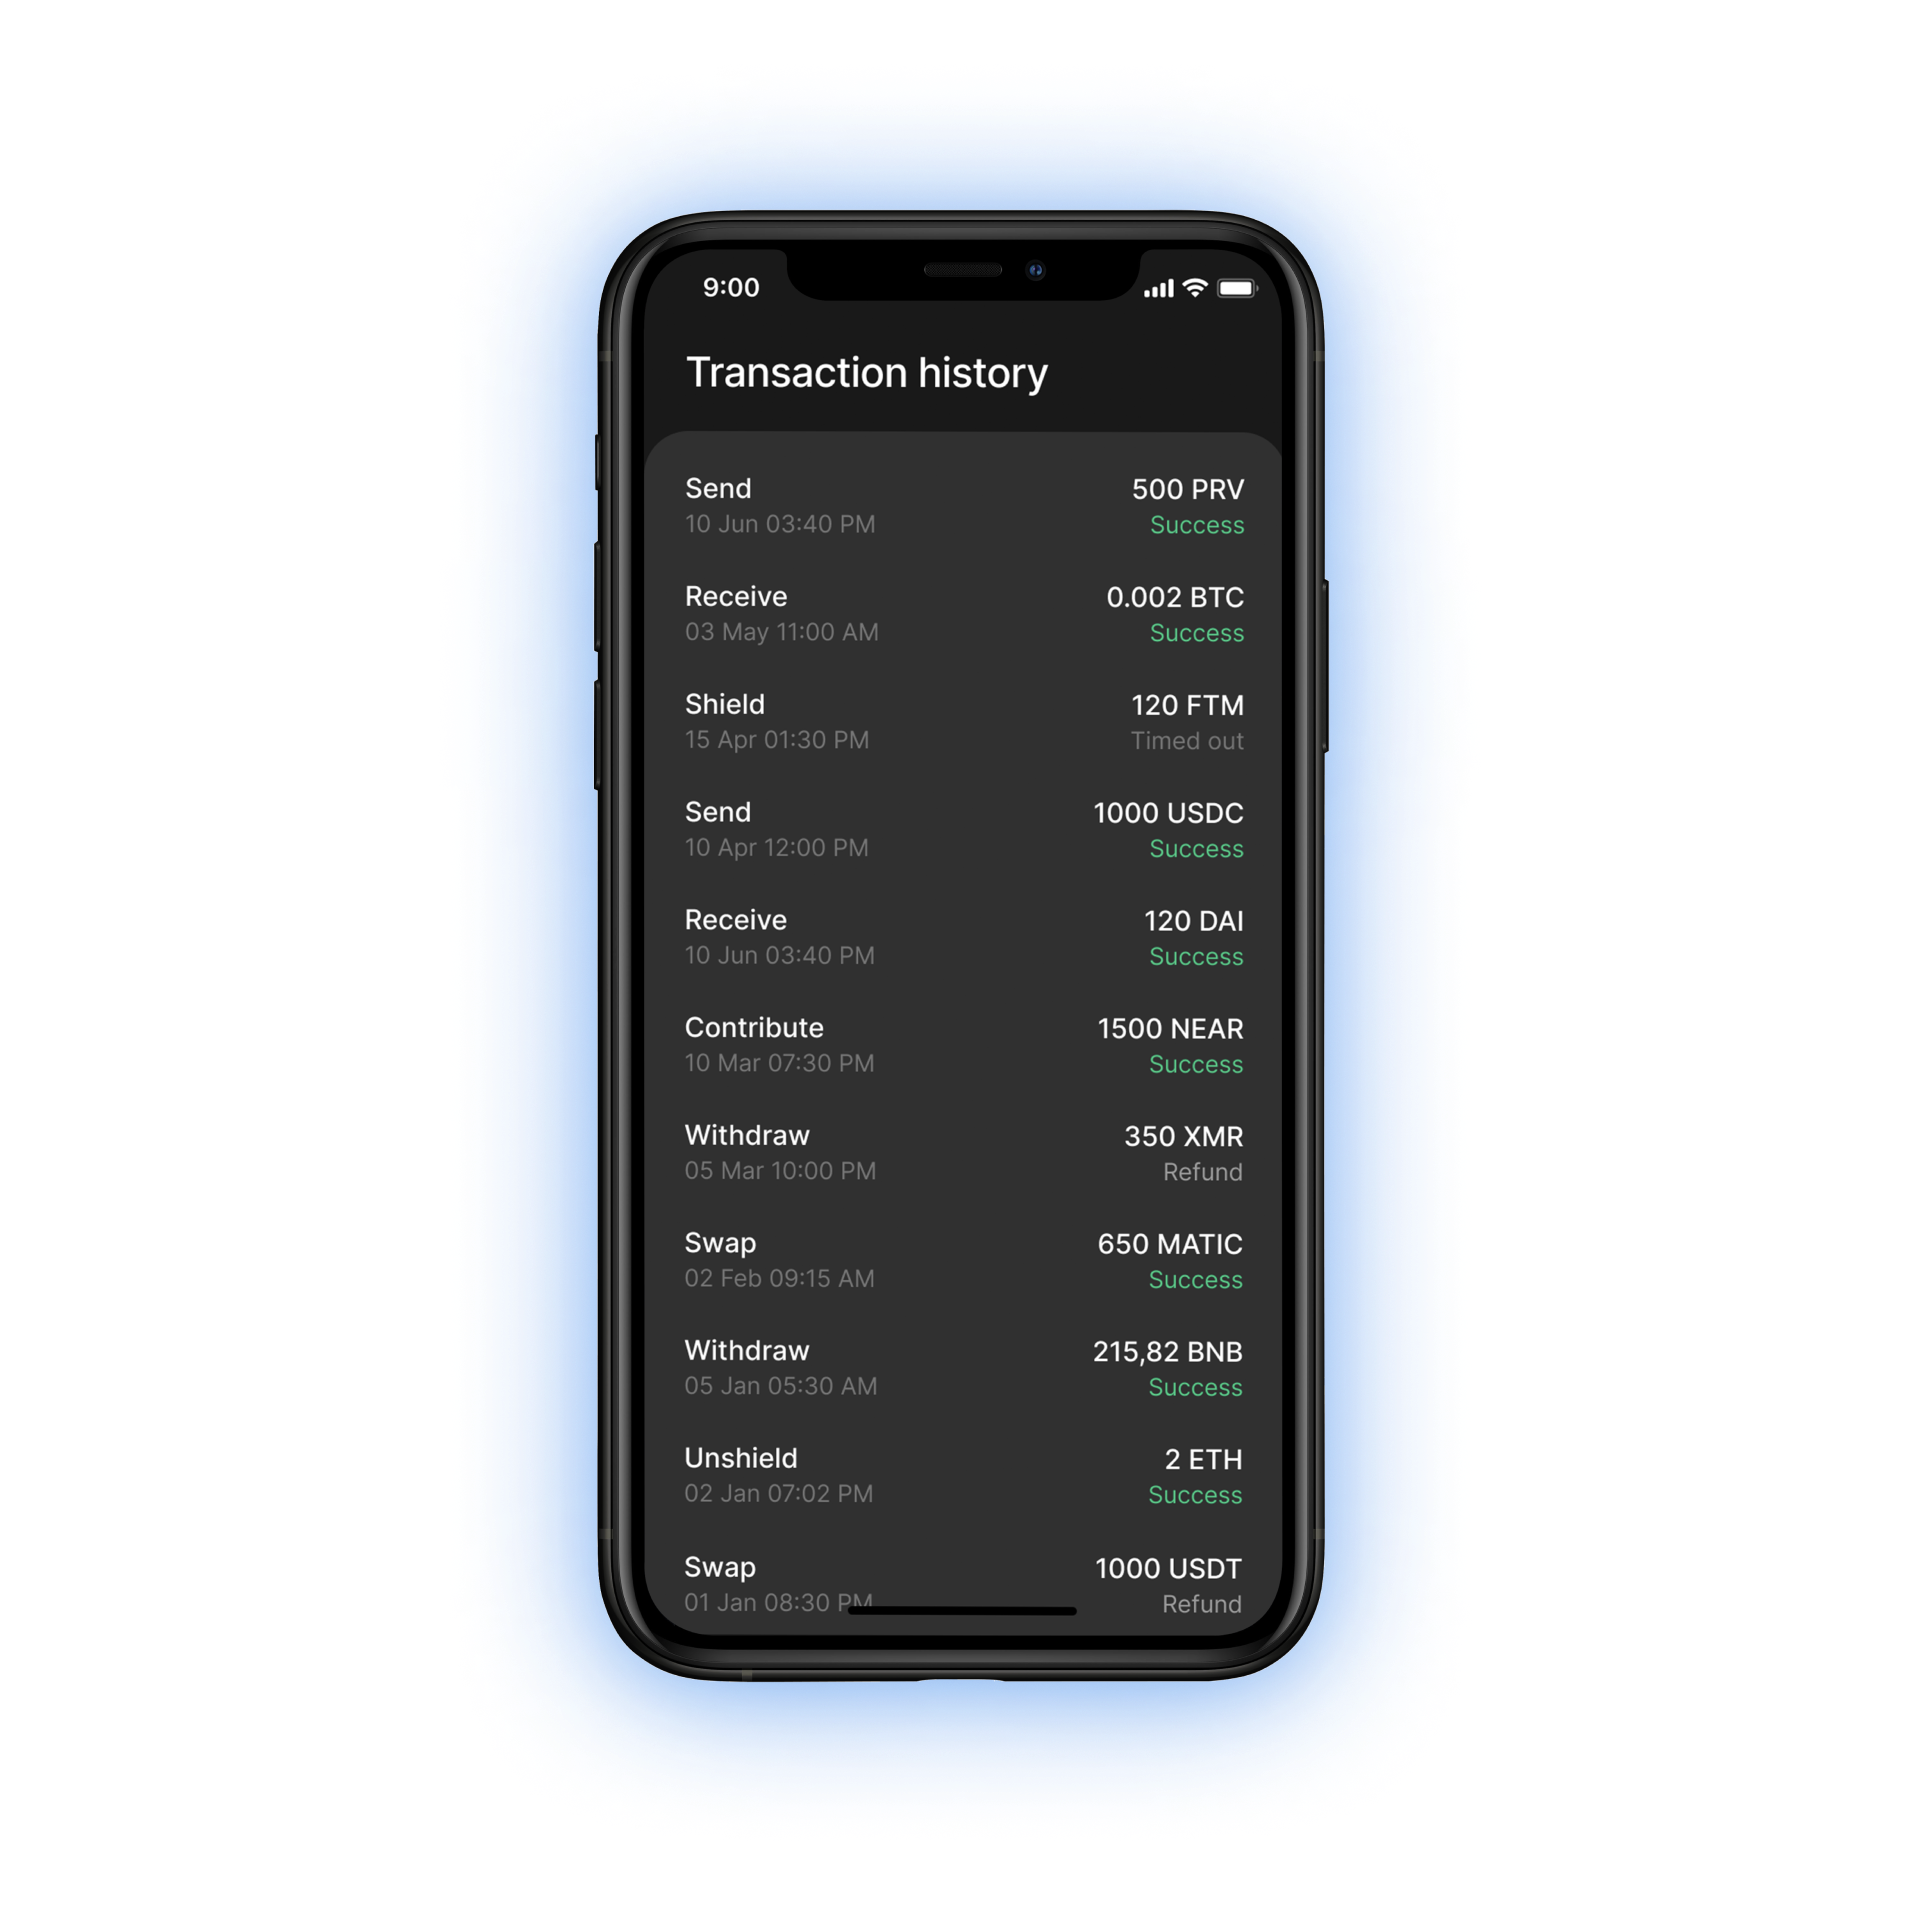 9:00
Transaction history
Send 500 PRV
10 Jun 03:40 PM Success
Receive 0.002 BTC
03 May 11:00 AM Success
Shield 120 FTM
15 Apr 01:30 PM Timed out
Send 1000 USDC
10 Apr 12:00 PM Success
Receive 120 DAI
10 Jun 03:40 PM Success
Contribute 1500 NEAR
10 Mar 07:30 PM Success
Withdraw 350 XMR
05 Mar 10:00 PM Refund
Swap 650 MATIC
02 Feb 09:15 AM Success
Withdraw 215,82 BNB
05 Jan 05:30 AM Success
Unshield 2 ETH
02 Jan 07:02 PM Success
Swap 1000 USDT
01 Jan 08:30 PM Refund